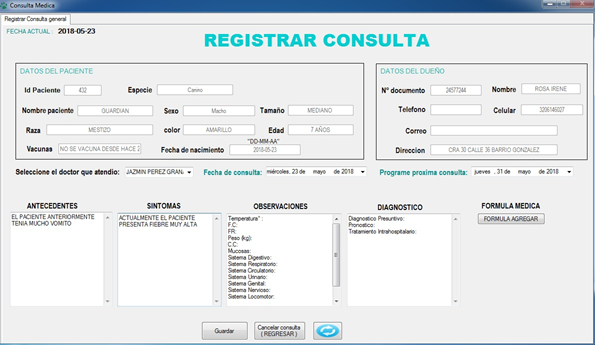 Consulta Medica
Registrar Consulta general
FECHA ACTUAL: 2018-05-23
REGISTRAR CONSULTA
DATOS DEL PACIENTE
Id Paciente 432 Especie Canino
Nombre paciente GUARDIAN Sexo Macho Tamaño MEDIANO
Raza MESTIZO color AMARILLO Edad 7 AÑOS
"DD-MM-AA"
Vacunas NO SE VACUNA DESDE HACE 2 Fecha de nacimiento 2018-05-23
DATOS DEL DUEÑO
Nº documento 24577244 Nombre ROSA IRENE
Telefono Celular 3206146027
Correo
Direccion CRA 30 CALLE 36 BARRIO GONZALEZ
Seleccione el doctor que atendio: JAZMIN PEREZ GRAN Fecha de consulta: miércoles, 23 de mayo de 2018 Programe proxima consulta: jueves , 31 de mayo de 2018
ANTECEDENTES
EL PACIENTE ANTERIORMENTE
TENIA MUCHO VOMITO
SINTOMAS
ACTUALMENTE EL PACIENTE
PRESENTA FIEBRE MUY ALTA
OBSERVACIONES
Temperatura° :
F.C:
FR:
Peso (kg):
C.C:
Mucosas:
Sistema Digestivo:
Sistema Respiratorio:
Sistema Circulatorio:
Sistema Urinario:
Sistema Genital:
Sistema Nervioso:
Sistema Locomotor:
DIAGNOSTICO
Diagnostico Presuntivo:
Pronostico:
Tratamiento Intrahospitalario:
FORMULA MEDICA
FORMULA AGREGAR
Guardar
Cancelar consulta
( REGRESAR )